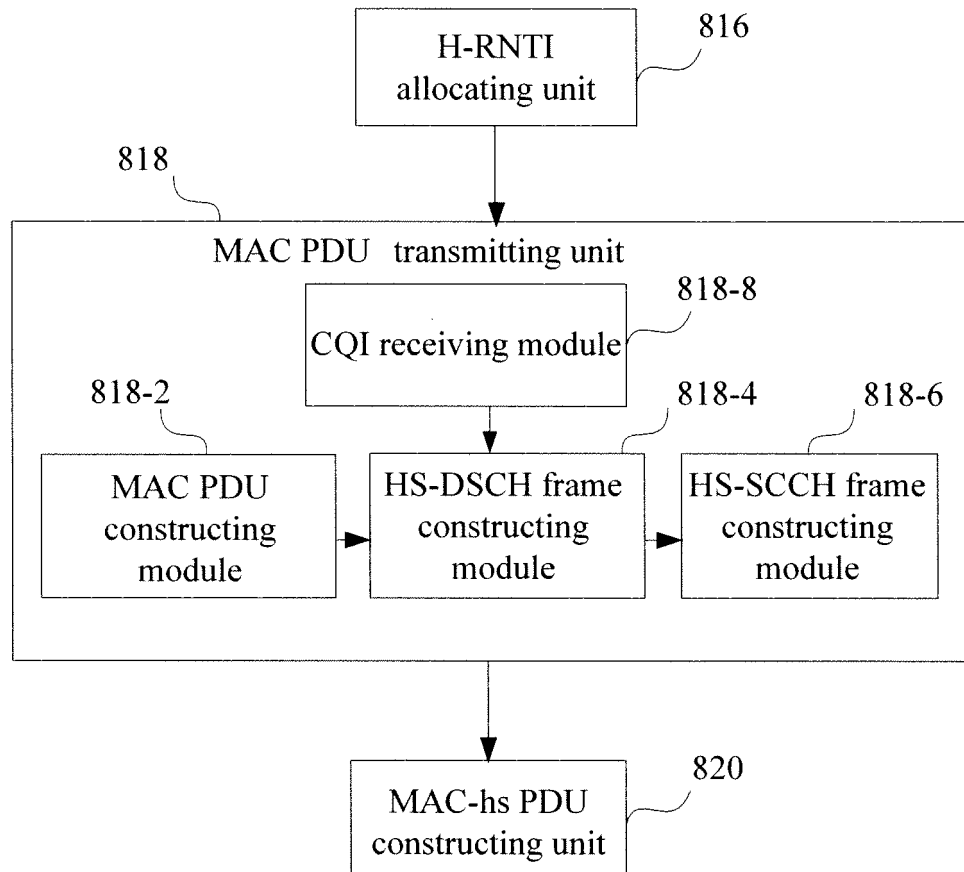 816
H-RNTI
allocating unit
818
MAC PDU transmitting unit
818-8
CQI receiving module
818-2
818-4
818-6
MAC PDU
constructing
module
HS-DSCH frame
constructing
module
HS-SCCH frame
constructing
module
820
MAC-hs PDU
constructing unit